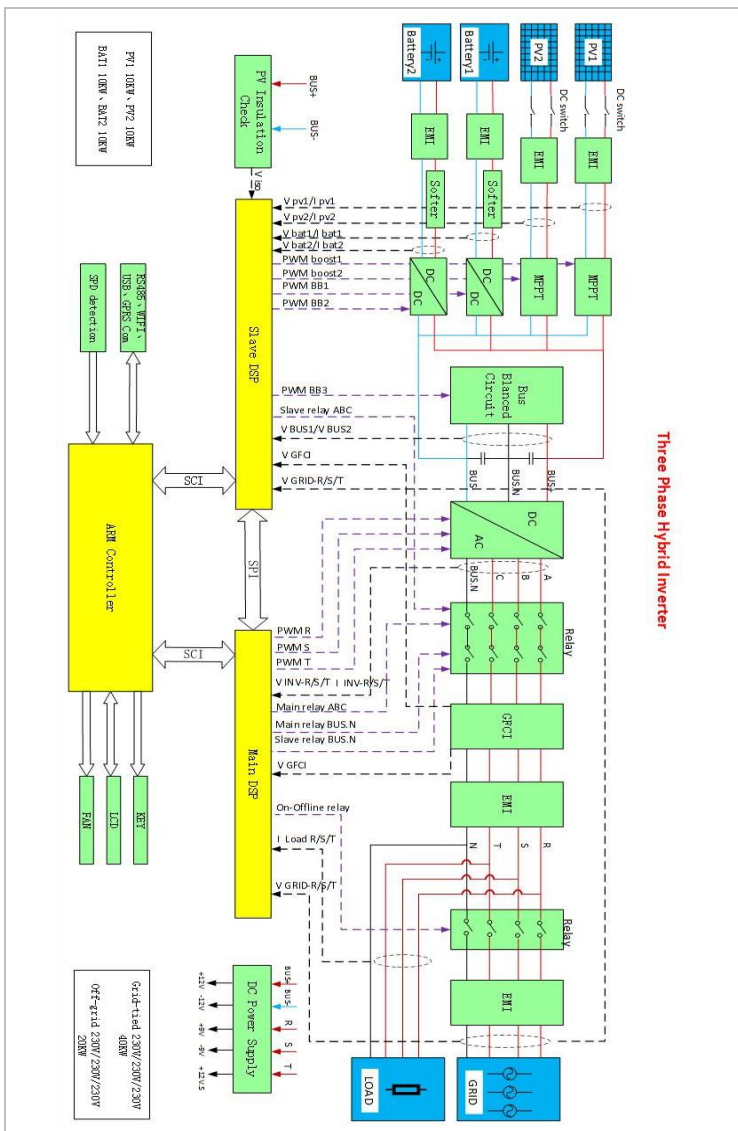 Three Phase Hybrid Inverter
PV1
DC switch
EMI
MPPT
PV2
DC switch
EMI
MPPT
Battery1
EMI
Softer
DC
DC
Battery2
EMI
Softer
DC
DC
Bus
Blanced
Circuit
BUS+
BUS.N
BUS-
DC
AC
A
B
C
BUS.N
Relay
GFCI
EMI
R
S
T
N
Relay
EMI
GRID
LOAD
BUS+
BUS-
PV Insulation
Check
V iso
V pv1/I pv1
V pv2/I pv2
V bat1/I bat1
V bat2/I bat2
PWM boost1
PWM boost2
PWM BB1
PWM BB2
PWM BB3
Slave relay ABC
V BUS1/V BUS2
V GFCI
V GRID-R/S/T
PWM R
PWM S
PWM T
V INV-R/S/T I INV-R/S/T
Main relay ABC
Main relay BUS.N
Slave relay BUS.N
V GFCI
On-Offline relay
I Load R/S/T
V GRID-R/S/T
Slave DSP
SPI
Main DSP
BUS+
BUS-
R
S
T
DC Power Supply
+12V
-12V
+9V
-9V
+12V.S
SCI
SCI
RS485、WIFI、
USB、GPRS Com
SPD detection
ARM Controller
KEY
LCD
FAN
PV1 10KW、PV2 10KW
BAT1 10KW、BAT2 10KW
Grid-tied 230V/230V/230V
40KW
Off-grid 230V/230V/230V
20KW